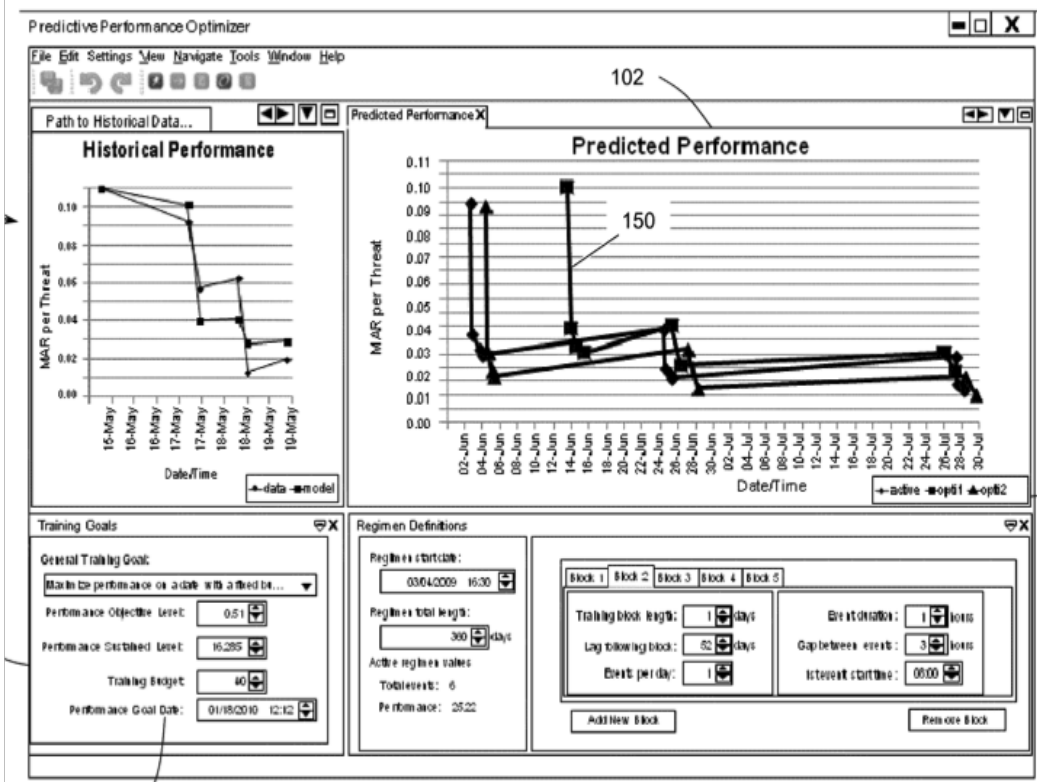 Predictive Performance Optimizer
X
File Edit Settings View Navigate Tools Window Help
102
Path to Historical Data...
Historical Performance
0.10
0.08
0.06
0.04
0.02
0.00
MAR per Threat
16-May
16-May
17-May
17-May
18-May
19-May
Date/Time
data model
Predicted Performance X
Predicted Performance
0.11
0.10
0.09
0.08
0.07
0.06
0.05
0.04
0.03
0.02
0.01
0.00
MAR per Threat
150
02-Jun
04-Jun
06-Jun
08-Jun
10-Jun
12-Jun
14-Jun
16-Jun
18-Jun
20-Jun
22-Jun
24-Jun
26-Jun
28-Jun
30-Jun
02-Jul
04-Jul
06-Jul
08-Jul
10-Jul
12-Jul
14-Jul
16-Jul
18-Jul
20-Jul
22-Jul
24-Jul
26-Jul
28-Jul
30-Jul
Date/Time
active opti1 opti2
Training Goals X
General Training Goal:
Maximize performance on a date with a fixed bu...
Performance Objective Level: 0.51
Performance Sustained Level: 16.285
Training Budget:
Performance Goal Date: 01/18/2010 12:12
Regimen Definitions X
Regimen start date:
03/04/2009 16:30
Regimen total length:
360 days
Active regimen values
Total events: 6
Performance: 25.22
Block 1 Block 2 Block 3 Block 4 Block 5
Training block length: 1 days
Lag following block: 52 days
Events per day: 1
Event duration: 1 hours
Gap between events: 3 hours
1st event start time: 06:00
Add New Block
Remove Block